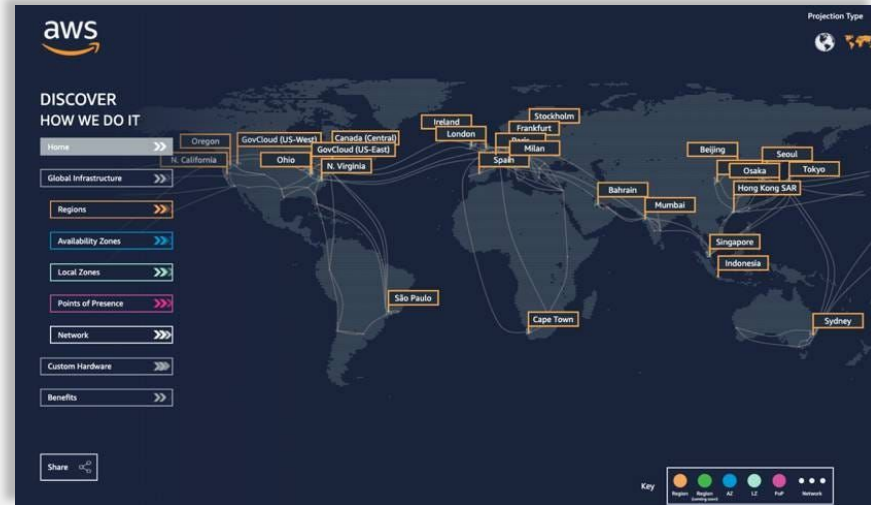 aws
Projection Type
DISCOVER
HOW WE DO IT
Home
Global Infrastructure
Regions
Availability Zones
Local Zones
Points of Presence
Network
Custom Hardware
Benefits
Share
Oregon
GovCloud (US-West)
Canada (Central)
GovCloud (US-East)
N. California
Ohio
N. Virginia
Ireland
London
Stockholm
Frankfurt
Milan
Spain
Beijing
Seoul
Osaka
Tokyo
Hong Kong SAR
Bahrain
Mumbai
Singapore
Indonesia
São Paulo
Cape Town
Sydney
Key
Region
Region
(coming soon)
AZ
LZ
PoP
Network